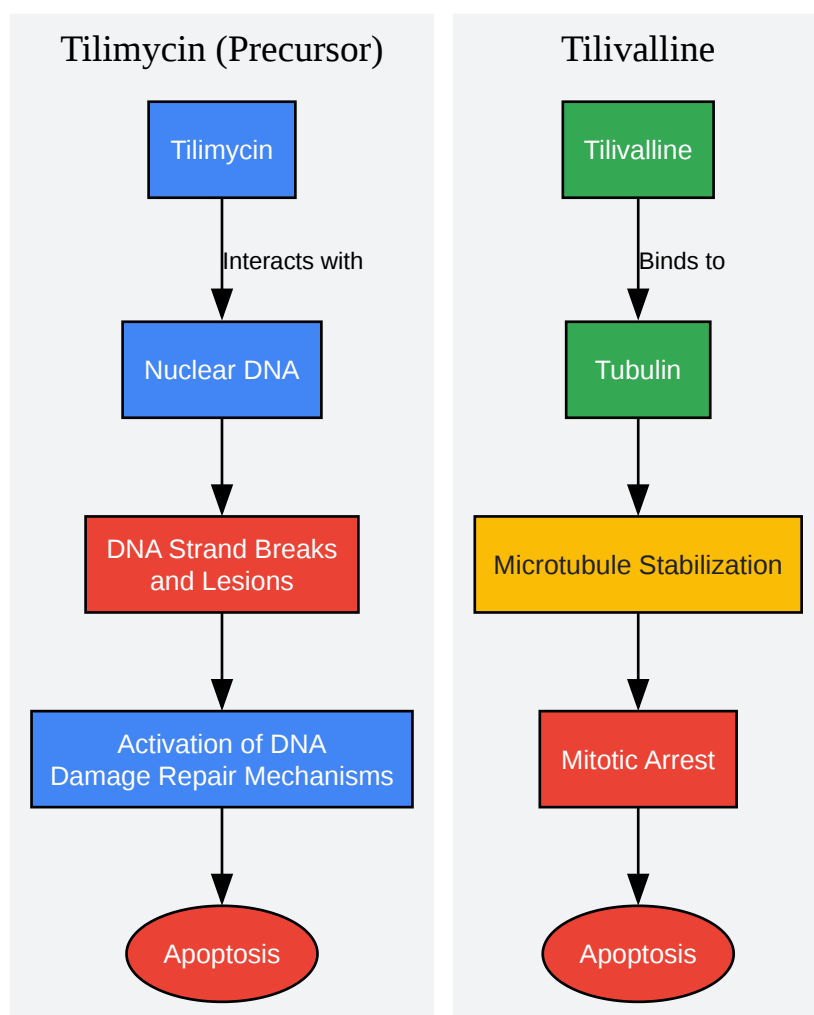 Tilimycin (Precursor)
Tilimycin
Interacts with
Nuclear DNA
DNA Strand Breaks
and Lesions
Activation of DNA
Damage Repair Mechanisms
Apoptosis
Tilivalline
Tilivalline
Binds to
Tubulin
Microtubule Stabilization
Mitotic Arrest
Apoptosis